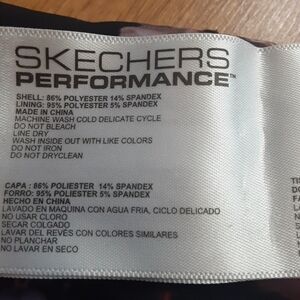 SKECHERS
PERFORMANCE™
SHELL: 86% POLYESTER 14% SPANDEX
LINING: 95% POLYESTER 5% SPANDEX
MADE IN CHINA
MACHINE WASH COLD DELICATE CYCLE
DO NOT BLEACH
LINE DRY
WASH INSIDE OUT WITH LIKE COLORS
DO NOT IRON
DO NOT DRYCLEAN
CAPA : 86% POLIESTER 14% SPANDEX
FORRO: 95% POLIESTER 5% SPANDEX
HECHO EN CHINA
LAVADO EN MAQUINA CON AGUA FRIA, CICLO DELICADO
NO USAR CLORO
SECAR COLGADO
LAVAR DEL REVÉS CON COLORES SIMILARES
NO PLANCHAR
NO LAVAR EN SECO